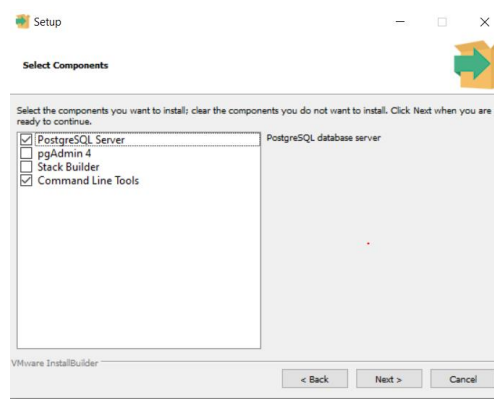 Setup
Select Components
Select the components you want to install; clear the components you do not want to install. Click Next when you are
ready to continue.
PostgreSQL Server
pgAdmin 4
Stack Builder
Command Line Tools
PostgreSQL database server
VMware InstallBuilder
< Back
Next >
Cancel